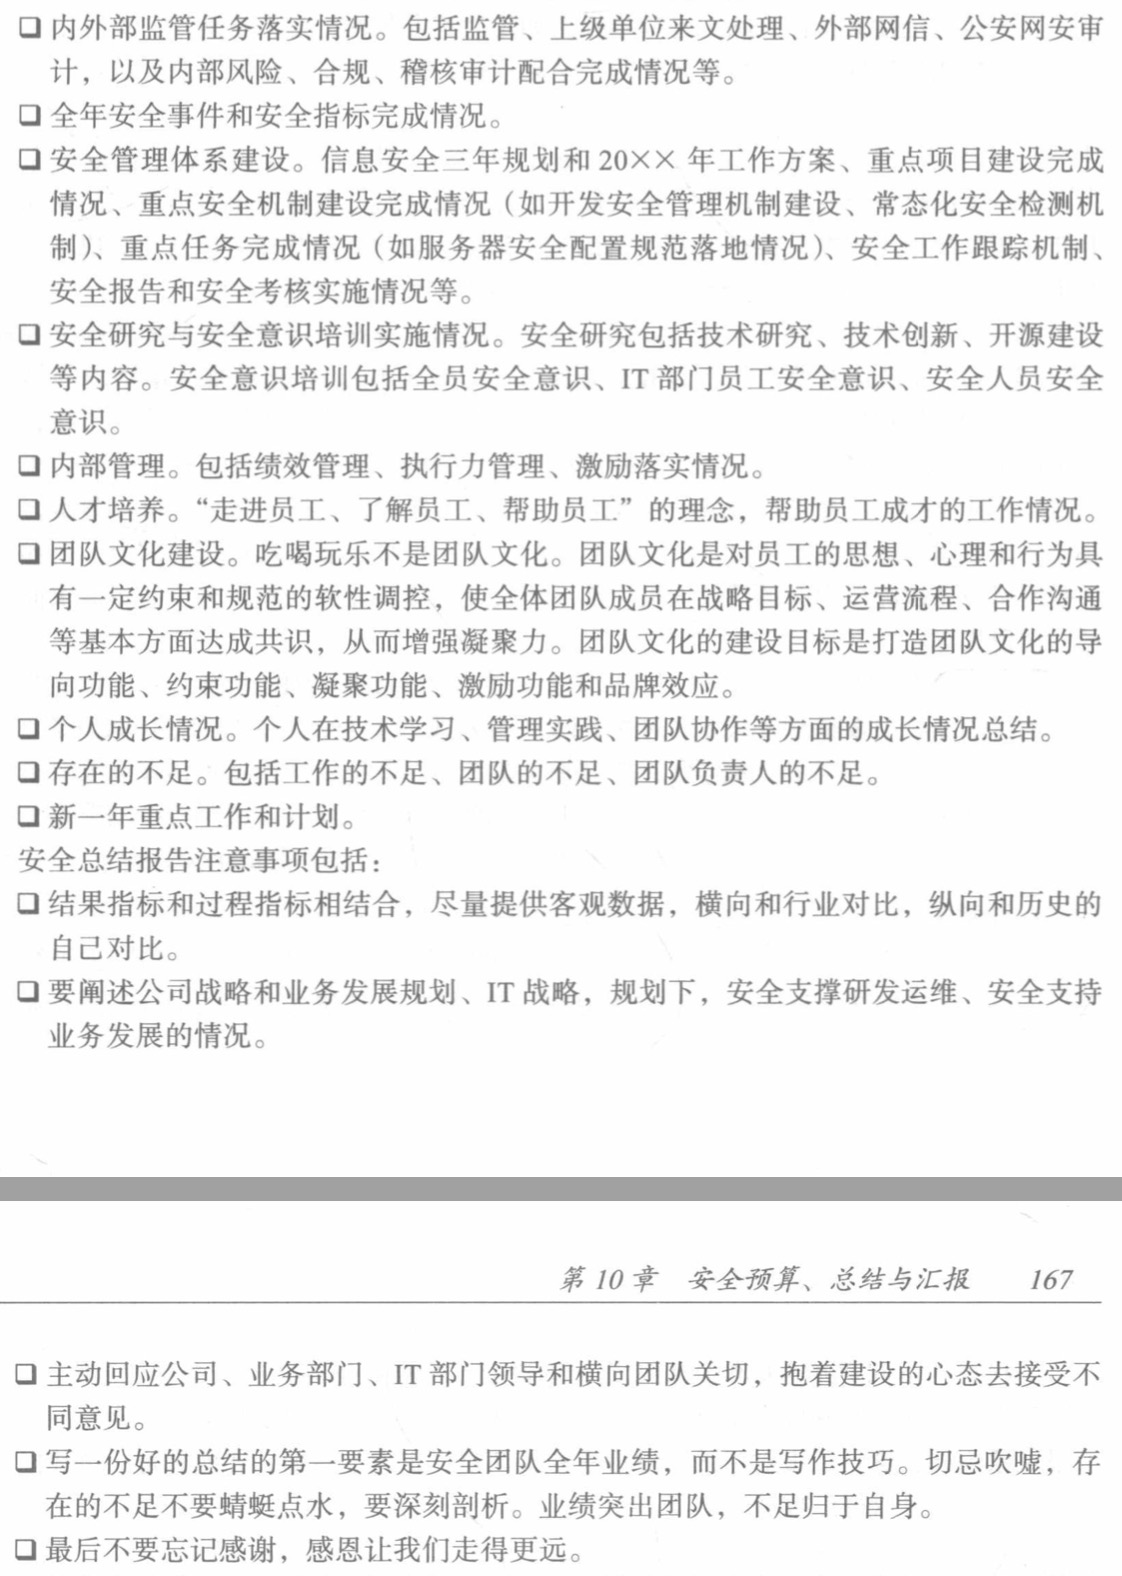 ❑ 内外部监管任务落实情况。包括监管、上级单位来文处理、外部网信、公安网安审
计，以及内部风险、合规、稽核审计配合完成情况等。
❑ 全年安全事件和安全指标完成情况。
❑ 安全管理体系建设。信息安全三年规划和 20×× 年工作方案、重点项目建设完成
情况、重点安全机制建设完成情况（如开发安全管理机制建设、常态化安全检测机
制）、重点任务完成情况（如服务器安全配置规范落地情况）、安全工作跟踪机制、
安全报告和安全考核实施情况等。
❑ 安全研究与安全意识培训实施情况。安全研究包括技术研究、技术创新、开源建设
等内容。安全意识培训包括全员安全意识、IT 部门员工安全意识、安全人员安全
意识。
❑ 内部管理。包括绩效管理、执行力管理、激励落实情况。
❑ 人才培养。“走进员工、了解员工、帮助员工”的理念，帮助员工成才的工作情况。
❑ 团队文化建设。吃喝玩乐不是团队文化。团队文化是对员工的思想、心理和行为具
有一定约束和规范的软性调控，使全体团队成员在战略目标、运营流程、合作沟通
等基本方面达成共识，从而增强凝聚力。团队文化的建设目标是打造团队文化的导
向功能、约束功能、凝聚功能、激励功能和品牌效应。
❑ 个人成长情况。个人在技术学习、管理实践、团队协作等方面的成长情况总结。
❑ 存在的不足。包括工作的不足、团队的不足、团队负责人的不足。
❑ 新一年重点工作和计划。
安全总结报告注意事项包括：
❑ 结果指标和过程指标相结合，尽量提供客观数据，横向和行业对比，纵向和历史的
自己对比。
❑ 要阐述公司战略和业务发展规划、IT 战略，规划下，安全支撑研发运维、安全支持
业务发展的情况。
第 10 章　安全预算、总结与汇报　167
❑ 主动回应公司、业务部门、IT 部门领导和横向团队关切，抱着建设的心态去接受不
同意见。
❑ 写一份好的总结的第一要素是安全团队全年业绩，而不是写作技巧。切忌吹嘘，存
在的不足不要蜻蜓点水，要深刻剖析。业绩突出团队，不足归于自身。
❑ 最后不要忘记感谢，感恩让我们走得更远。